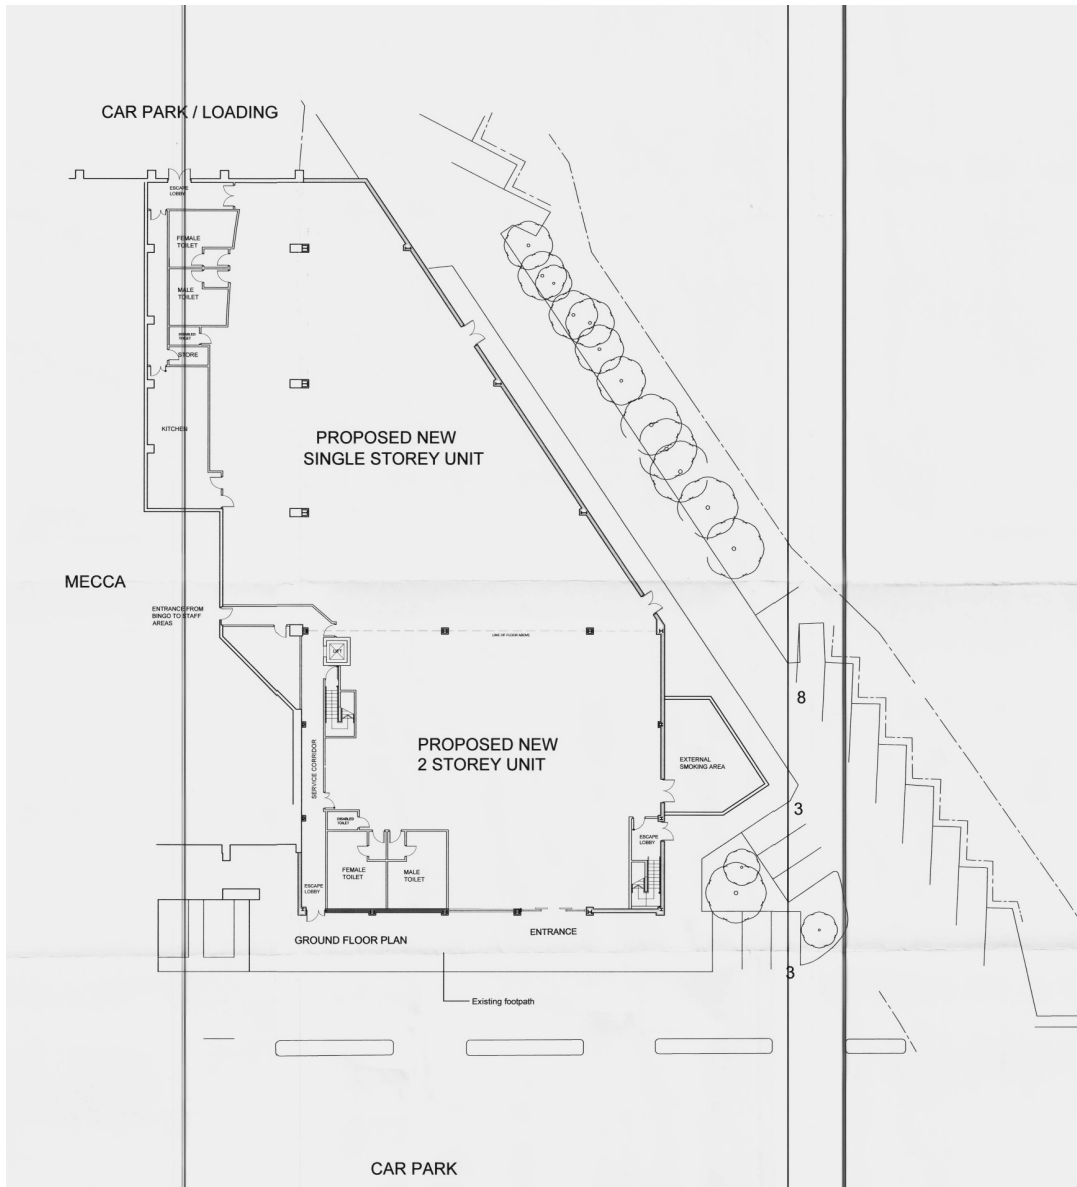 CAR PARK / LOADING
ESCAPE
LOBBY
FEMALE
TOILET
MALE
TOILET
DISABLED
TOILET
STORE
KITCHEN
PROPOSED NEW
SINGLE STOREY UNIT
MECCA
ENTRANCE FROM
BINGO TO STAFF
AREAS
LINE OF FLOOR ABOVE
LIFT
8
PROPOSED NEW
2 STOREY UNIT
SERVICE CORRIDOR
EXTERNAL
SMOKING AREA
3
DISABLED
TOILET
ESCAPE
LOBBY
FEMALE
TOILET
MALE
TOILET
ESCAPE
LOBBY
GROUND FLOOR PLAN
ENTRANCE
3
Existing footpath
CAR PARK